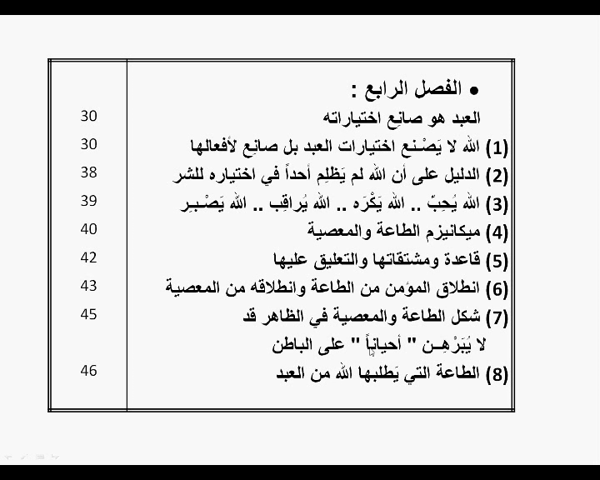 • الفصل الرابع :
العبد هو صانع اختياراته 30
(1) الله لا يَصْـنَع اختيارات العبد بل صانع لأفعالها 30
(2) الدليل على أن الله لم يَظلِم أحداً في اختياره للشر 38
(3) الله يُحِبّ .. الله يَكْرَه .. الله يُراقِب .. الله يَصْـبـِر 39
(4) ميكانيزم الطاعة والمعصية 40
(5) قاعدة ومشتقاتها والتعليق عليها 42
(6) انطلاق المؤمن من الطاعة وانطلاقه من المعصية 43
(7) شكل الطاعة والمعصية في الظاهر قد 45
لا يُبَرْهِــن " أحياناً " على الباطن
(8) الطاعة التي يَطلبها الله من العبد 46